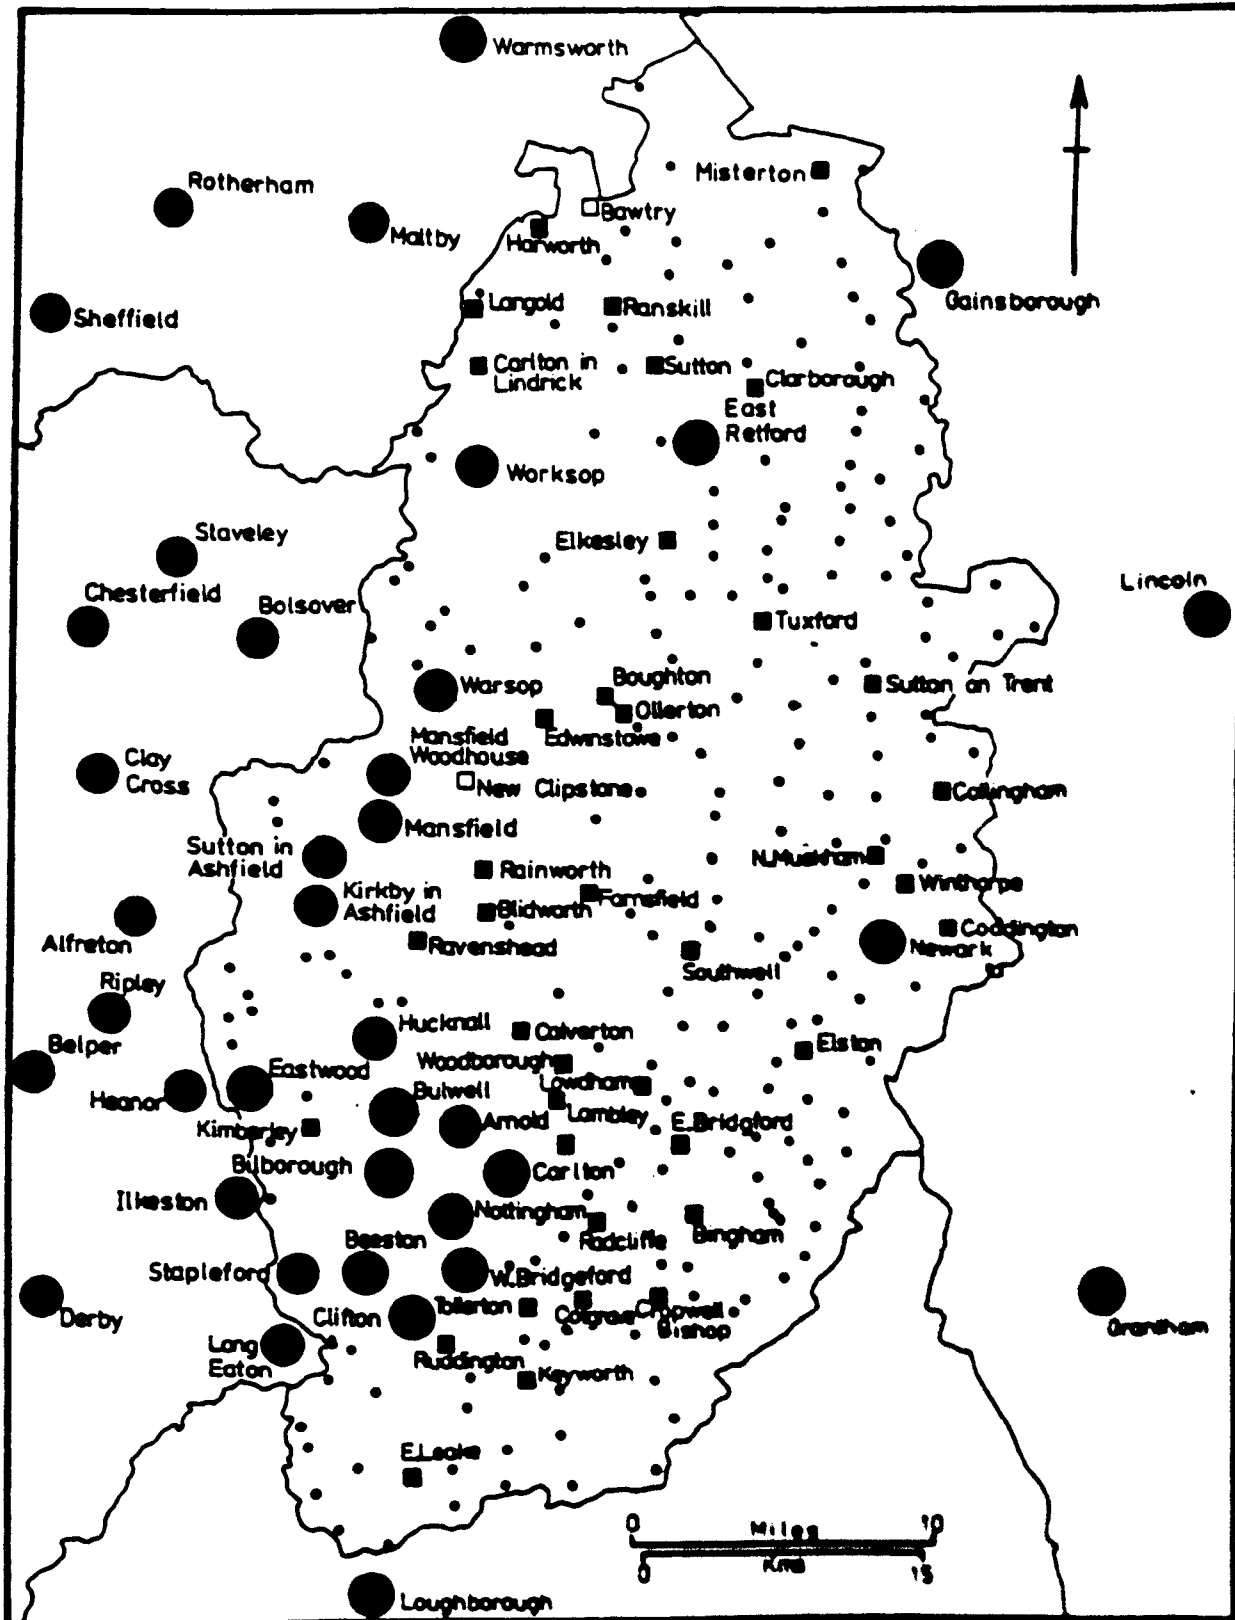 Warmsworth
Misterton
Rotherham
Bawtry
Maltby
Harworth
Gainsborough
Langold
Ranskill
Sheffield
Carlton in
Lindrick
Sutton
Clarborough
East
Retford
Worksop
Staveley
Elkesley
Chesterfield
Bolsover
Lincoln
Tuxford
Warsop
Boughton
Sutton on Trent
Ollerton
Edwinstowe
Mansfield
Woodhouse
Clay
Cross
New Clipstone
Collingham
Mansfield
Sutton in
Ashfield
N.Muskham
Rainworth
Winthorpe
Kirkby in
Ashfield
Farnsfield
Blidworth
Alfreton
Ravenshead
Coddington
Newark
Southwell
Ripley
Hucknall
Calverton
Belper
Elston
Woodborough
Eastwood
Lowdham
Heanor
Bulwell
Lambley
Arnold
E.Bridgford
Kimberley
Bilborough
Carlton
Ilkeston
Nottingham
Radcliffe
Bingham
Beeston
Stapleford
W.Bridgeford
Derby
Clifton
Tollerton
Cotgrave
Cropwell
Bishop
Grantham
Long
Eaton
Ruddington
Keyworth
E.Leake
0 Miles 10
0 Kms 15
Loughborough